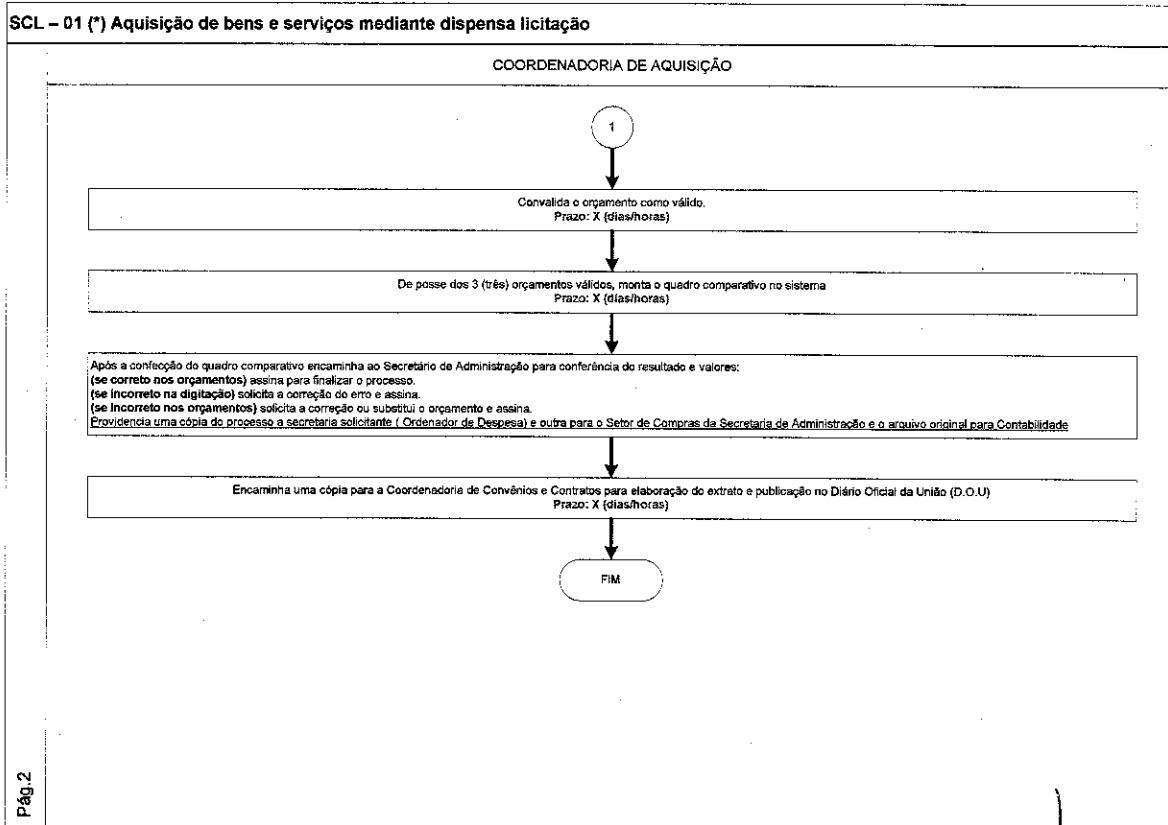 SCL – 01 (*) Aquisição de bens e serviços mediante dispensa licitação
COORDENADORIA DE AQUISIÇÃO
1
Convalida o orçamento como válido.
Prazo: X (dias/horas)
De posse dos 3 (três) orçamentos válidos, monta o quadro comparativo no sistema
Prazo: X (dias/horas)
Após a confecção do quadro comparativo encaminha ao Secretário de Administração para conferência do resultado e valores:
(se correto nos orçamentos) assina para finalizar o processo.
(se incorreto na digitação) solicita a correção do erro e assina.
(se incorreto nos orçamentos) solicita a correção ou substitui o orçamento e assina.
Providencia uma cópia do processo a secretaria solicitante ( Ordenador de Despesa) e outra para o Setor de Compras da Secretaria de Administração e o arquivo original para Contabilidade
Encaminha uma cópia para a Coordenadoria de Convênios e Contratos para elaboração do extrato e publicação no Diário Oficial da União (D.O.U)
Prazo: X (dias/horas)
FIM
Pág.2